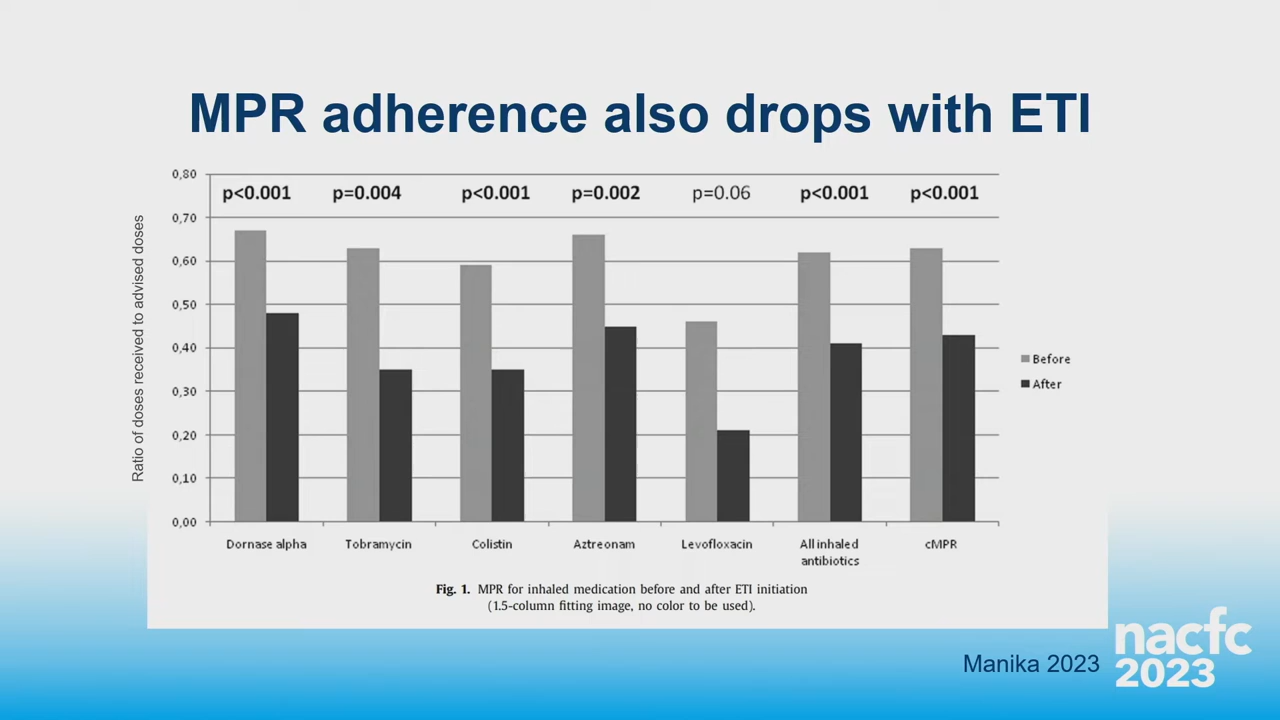 MPR adherence also drops with ETI
Ratio of doses received to advised doses
0,80
0,70
0,60
0,50
0,40
0,30
0,20
0,10
0,00
p<0.001 p=0.004 p<0.001 p=0.002 p=0.06 p<0.001 p<0.001
Before
After
Dornase alpha Tobramycin Colistin Aztreonam Levofloxacin All inhaled antibiotics cMPR
Fig. 1. MPR for inhaled medication before and after ETI initiation
(1.5-column fitting image, no color to be used).
Manika 2023
nacfc
2023